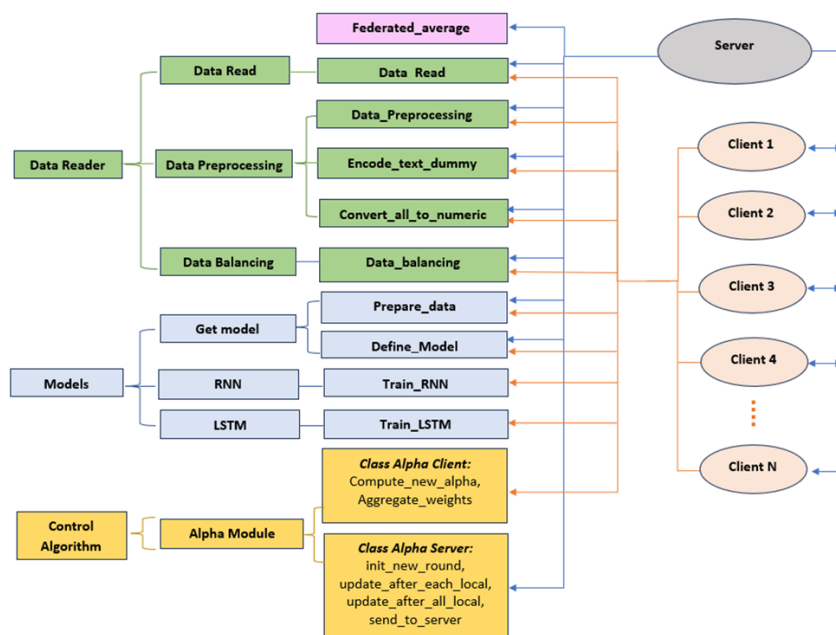 Federated_average
Server
Data Read
Data Read
Data_Preprocessing
Client 1
Data Reader
Data Preprocessing
Encode_text_dummy
Client 2
Convert_all_to_numeric
Data Balancing
Data_balancing
Client 3
Prepare_data
Get model
Define_Model
Client 4
Models
RNN
Train_RNN
LSTM
Train_LSTM
Client N
Class Alpha Client:
Compute_new_alpha,
Aggregate_weights
Control
Algorithm
Alpha Module
Class Alpha Server:
init_new_round,
update_after_each_local,
update_after_all_local,
send_to_server